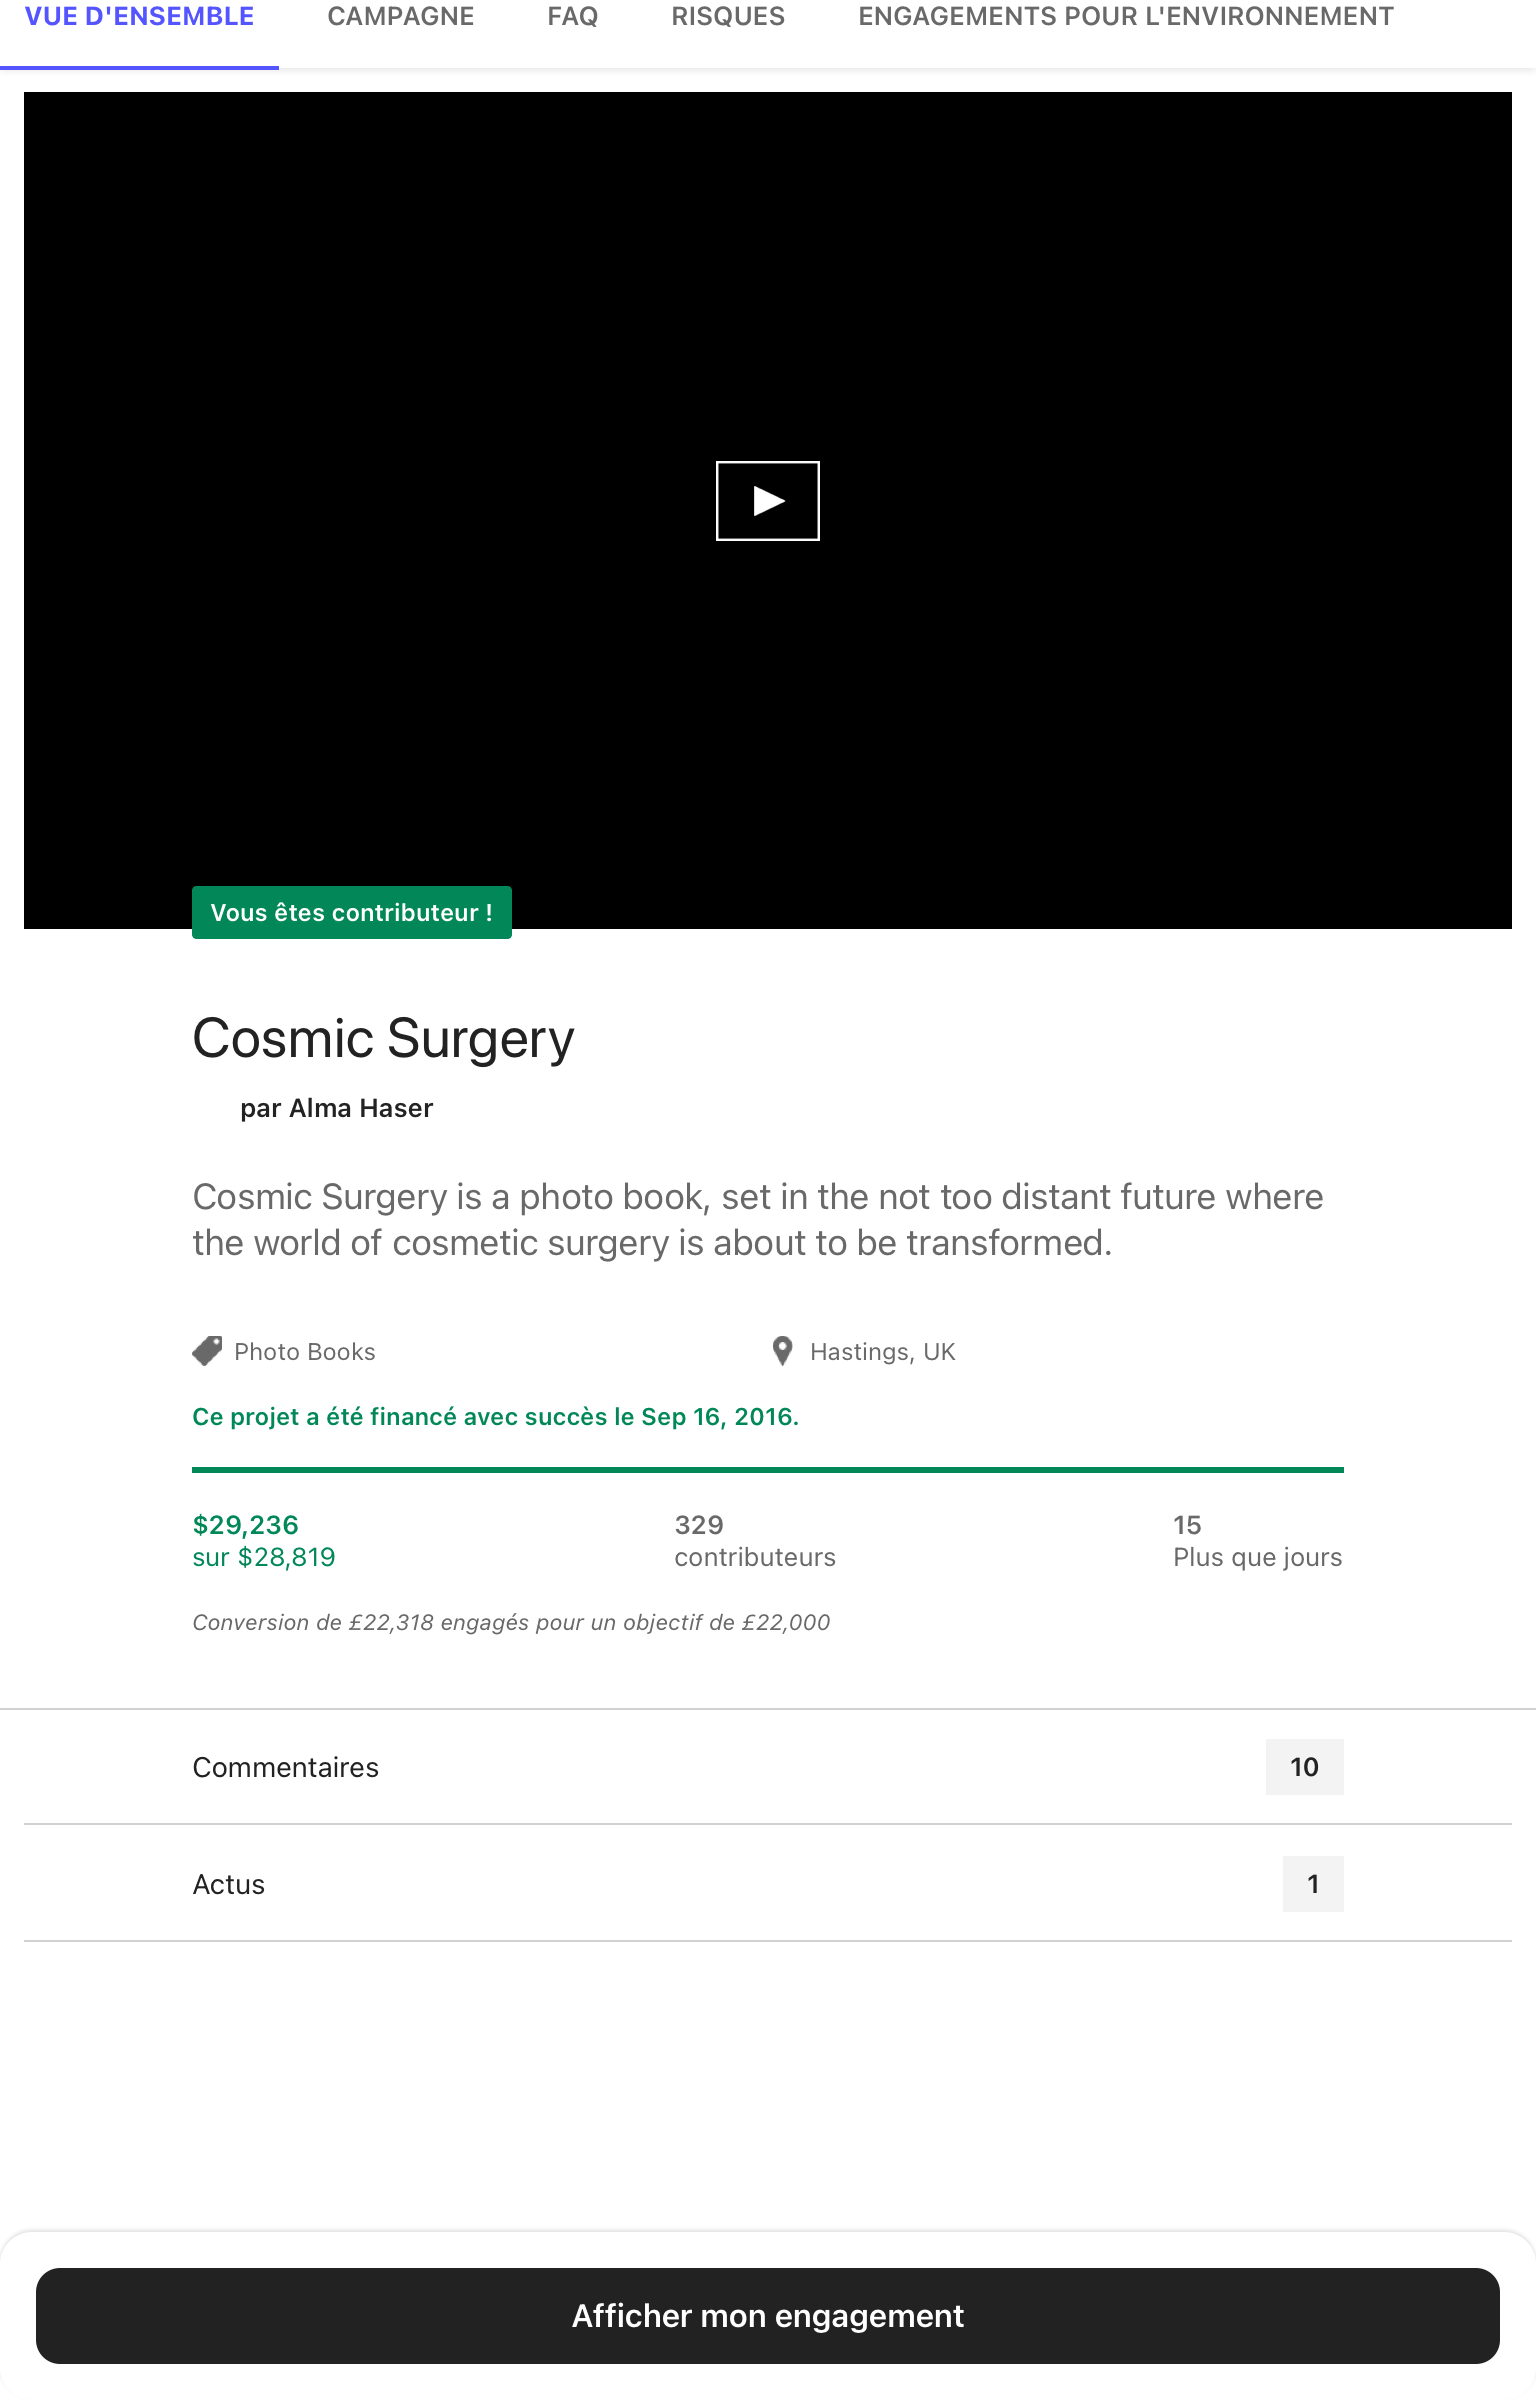 VUE D'ENSEMBLE CAMPAGNE FAQ RISQUES ENGAGEMENTS POUR L'ENVIRONNEMENT
Vous êtes contributeur !
Cosmic Surgery
par Alma Haser
Cosmic Surgery is a photo book, set in the not too distant future where
the world of cosmetic surgery is about to be transformed.
Photo Books Hastings, UK
Ce projet a été financé avec succès le Sep 16, 2016.
$29,236 329 15
sur $28,819 contributeurs Plus que jours
Conversion de £22,318 engagés pour un objectif de £22,000
Commentaires 10
Actus 1
Afficher mon engagement